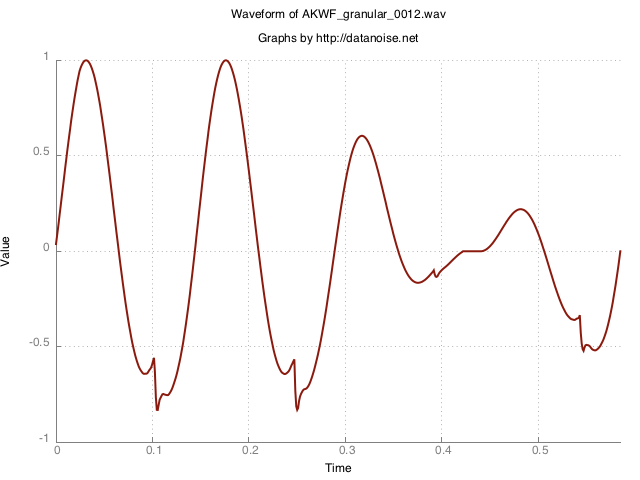 Waveform of AKWF_granular_0012.wav
Graphs by http://datanoise.net
1
0.5
0
-0.5
-1
Value
0 0.1 0.2 0.3 0.4 0.5
Time